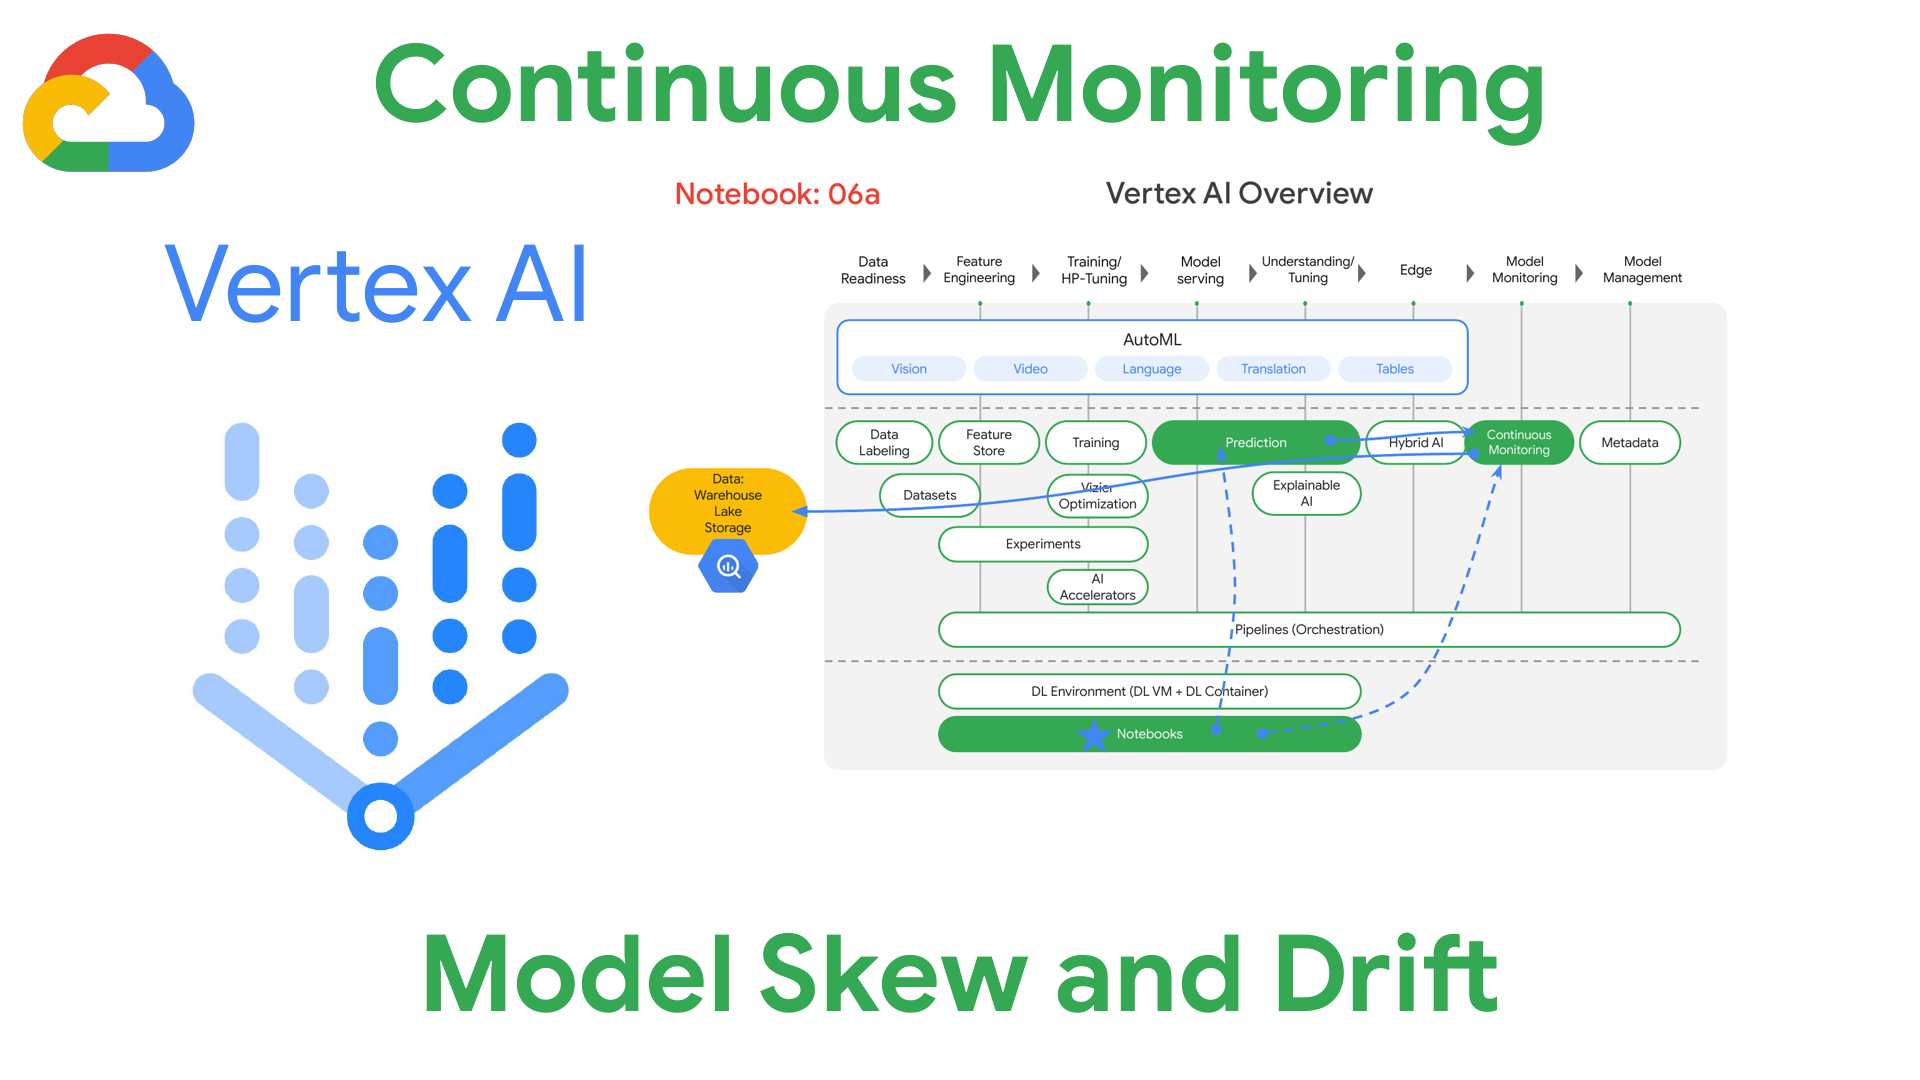 Continuous Monitoring
Notebook: 06a
Vertex AI Overview
Vertex AI
Data
Readiness
Feature
Engineering
Training/
HP-Tuning
Model
serving
Understanding/
Tuning
Edge
Model
Monitoring
Model
Management
AutoML
Vision
Video
Language
Translation
Tables
Data
Labeling
Feature
Store
Training
Prediction
Hybrid AI
Continuous
Monitoring
Metadata
Data:
Warehouse
Lake
Storage
Datasets
Vizier
Optimization
Explainable
AI
Experiments
AI
Accelerators
Pipelines (Orchestration)
DL Environment (DL VM + DL Container)
Notebooks
Model Skew and Drift